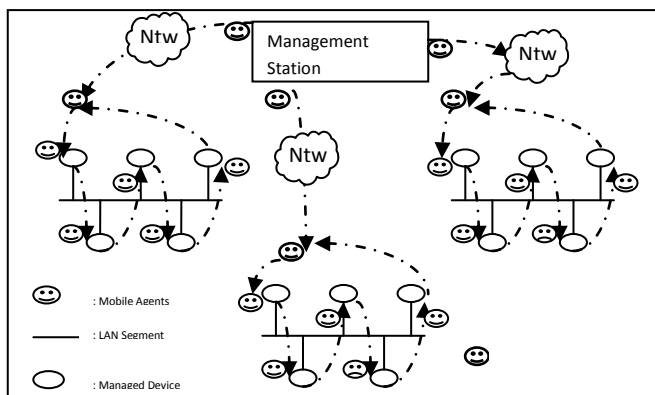 Ntw
Management
Station
Ntw
Ntw
: Mobile Agents
: LAN Segment
: Managed Device